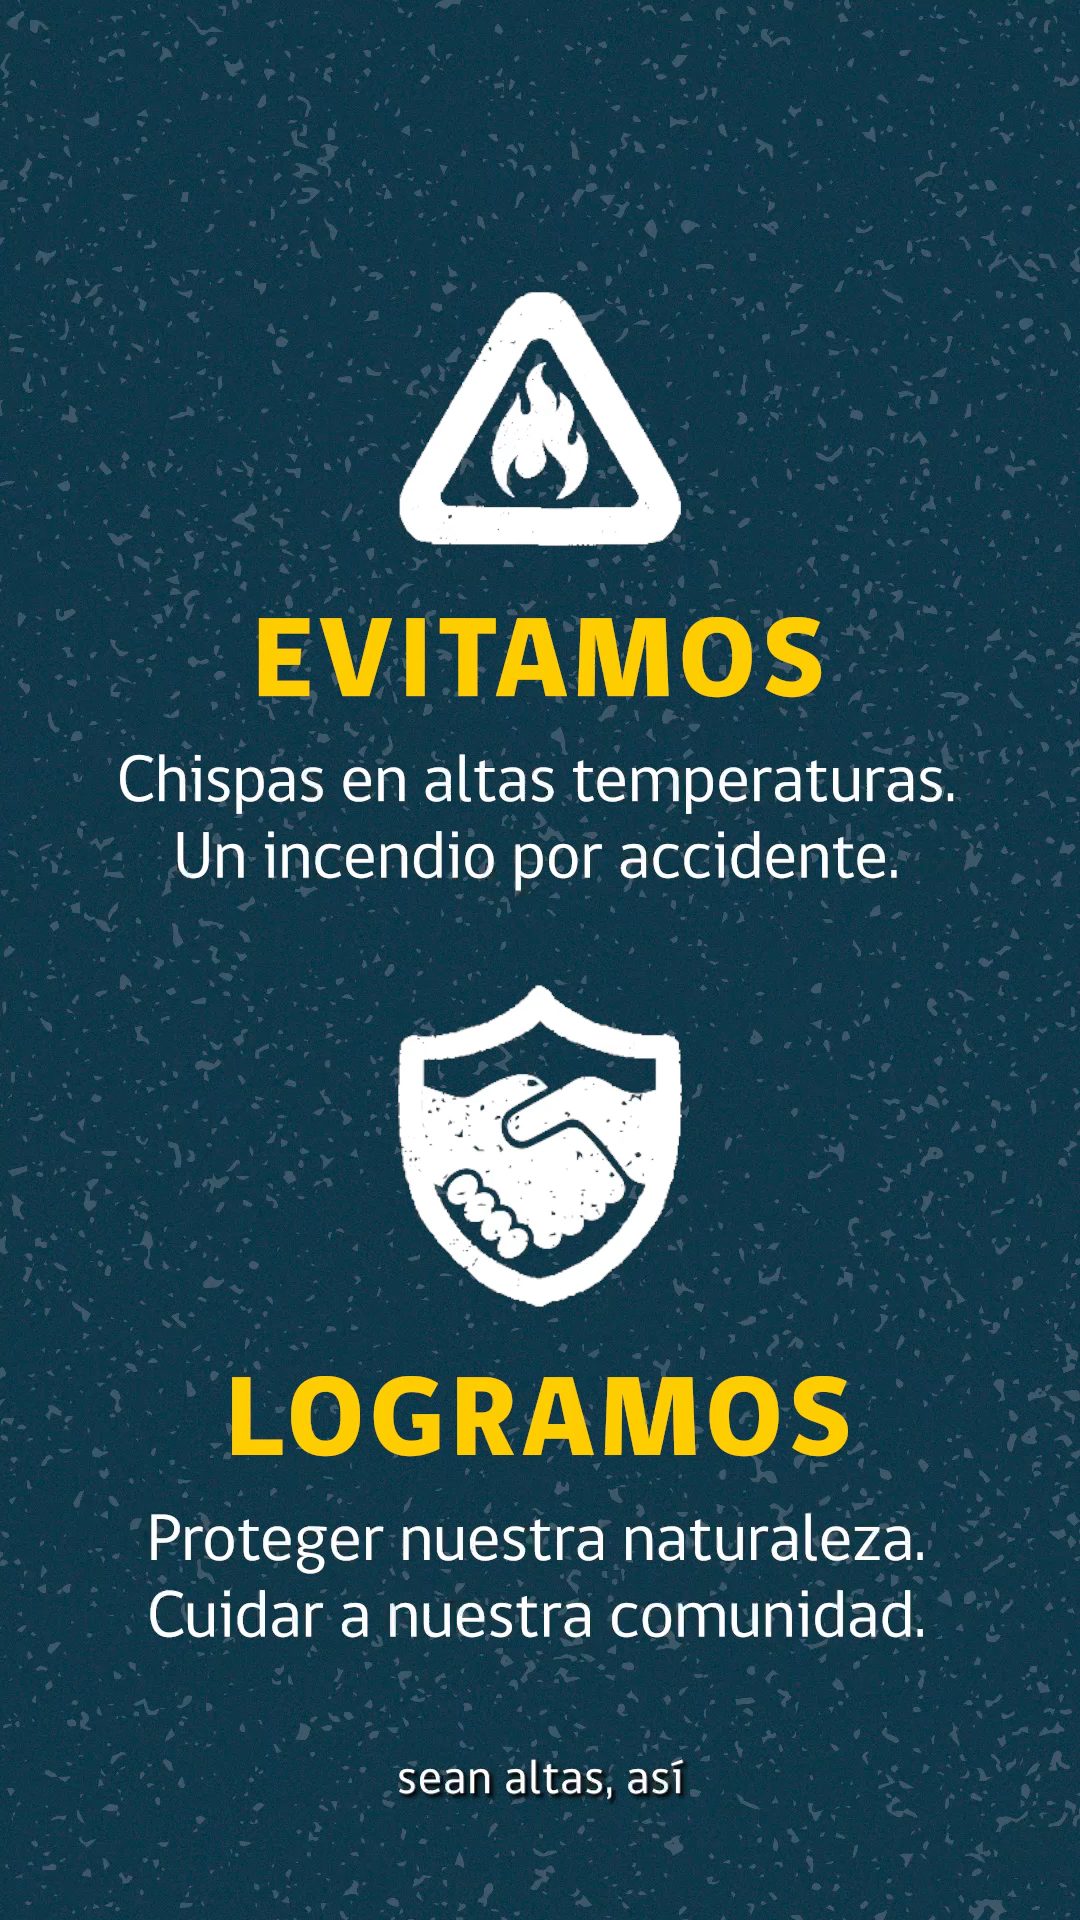 EVITAMOS
Chispas en altas temperaturas.
Un incendio por accidente.
LOGRAMOS
Proteger nuestra naturaleza.
Cuidar a nuestra comunidad.
sean altas, así